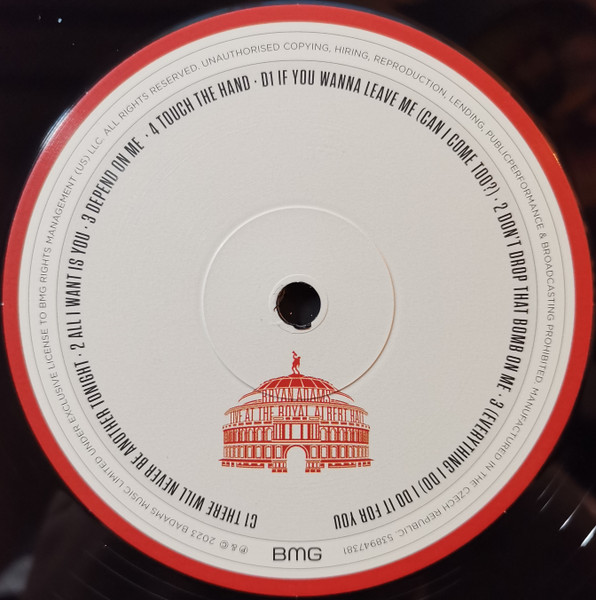 ℗ & © 2023 BADAMS MUSIC LIMITED UNDER EXCLUSIVE LICENSE TO BMG RIGHTS MANAGEMENT (US) LLC. ALL RIGHTS RESERVED. UNAUTHORISED COPYING, HIRING, REPRODUCTION, LENDING, PUBLICPERFORMANCE & BROADCASTING PROHIBITED. MANUFACTURED IN THE CZECH REPUBLIC. 538947381
C1 THERE WILL NEVER BE ANOTHER TONIGHT · 2 ALL I WANT IS YOU · 3 DEPEND ON ME · 4 TOUCH THE HAND · D1 IF YOU WANNA LEAVE ME (CAN I COME TOO?) · 2 DON'T DROP THAT BOMB ON ME · 3 (EVERYTHING I DO) I DO IT FOR YOU
BRYAN ADAMS
LIVE AT THE ROYAL ALBERT HALL
BMG